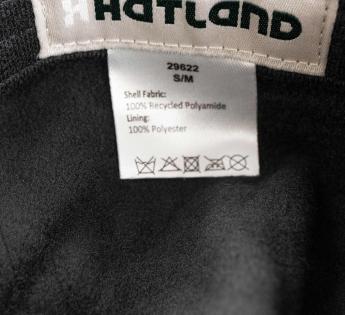 HATLAND
29622
S/M
Shell Fabric:
100% Recycled Polyamide
Lining:
100% Polyester